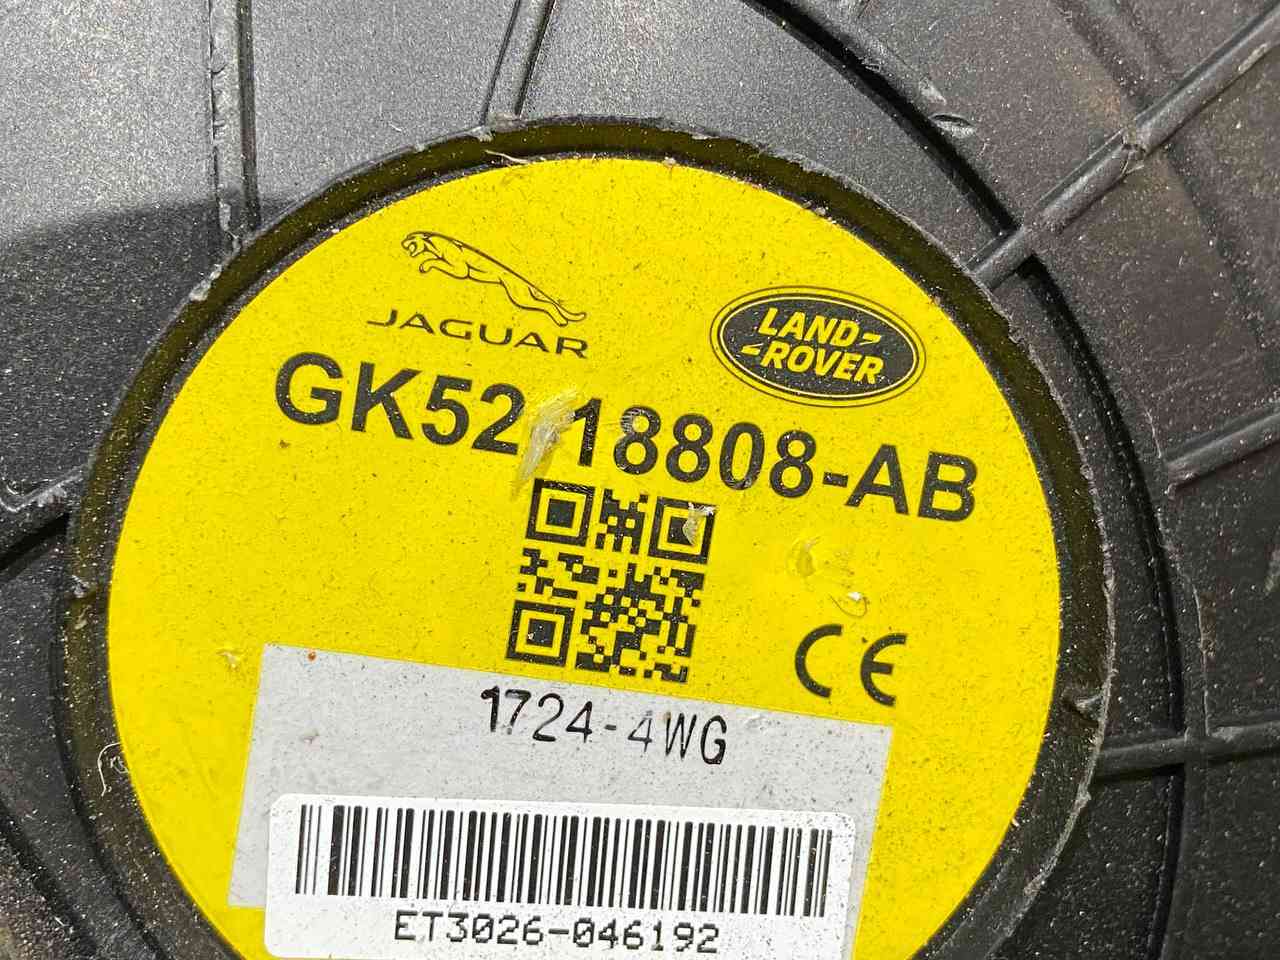 JAGUAR
LAND-
-ROVER
GK52 18808-AB
CE
1724-4WG
ET3026-046192